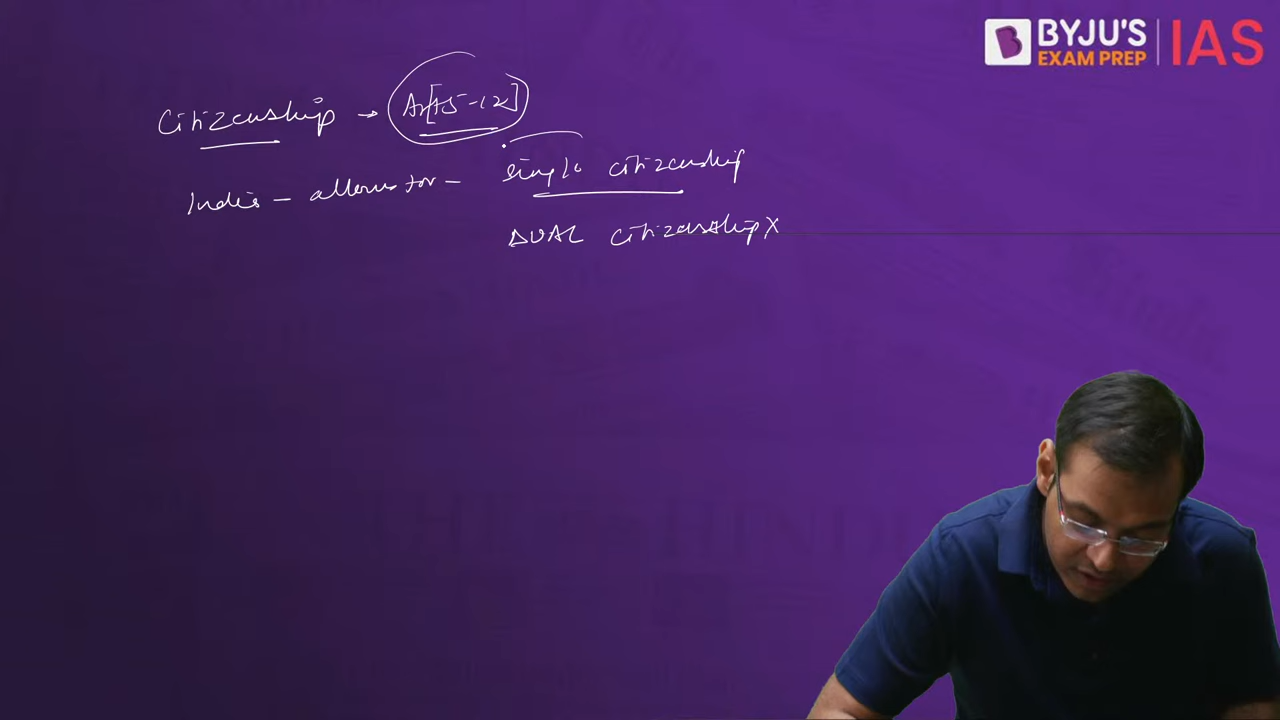 BYJU'S IAS
EXAM PREP
Citizenship → Art[5-12]
India - allows for - single citizenship
DUAL citizenship X